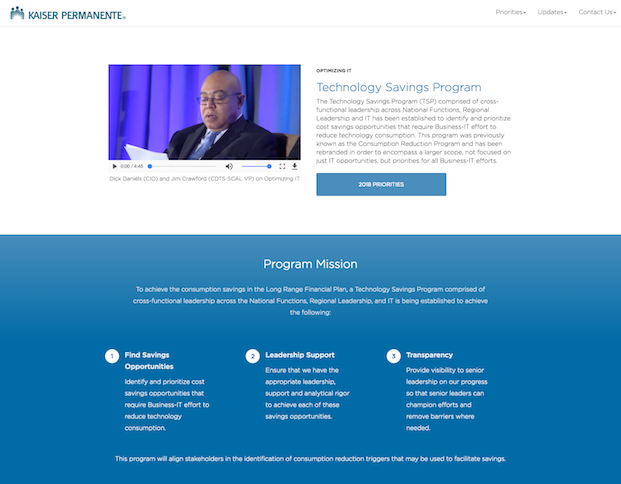 KAISER PERMANENTE®
Priorities
Updates
Contact Us
OPTIMIZING IT
Technology Savings Program
The Technology Savings Program (TSP) comprised of cross-
functional leadership across National Functions, Regional
Leadership and IT has been established to identify and prioritize
cost savings opportunities that require Business-IT effort to
reduce technology consumption. This program was previously
known as the Consumption Reduction Program and has been
rebranded in order to encompass a larger scope, not focused on
just IT opportunities, but priorities for all Business-IT efforts.
0:00 / 4:45
Dick Daniels (CIO) and Jim Crawford (CDTS-SCAL VP) on Optimizing IT
2018 PRIORITIES
Program Mission
To achieve the consumption savings in the Long Range Financial Plan, a Technology Savings Program comprised of
cross-functional leadership across the National Functions, Regional Leadership, and IT is being established to achieve
the following:
1
Find Savings
Opportunities
Identify and prioritize cost
savings opportunities that
require Business-IT effort to
reduce technology
consumption.
2
Leadership Support
Ensure that we have the
appropriate leadership,
support and analytical rigor
to achieve each of these
savings opportunities.
3
Transparency
Provide visibility to senior
leadership on our progress
so that senior leaders can
champion efforts and
remove barriers where
needed.
This program will align stakeholders in the identification of consumption reduction triggers that may be used to facilitate savings.